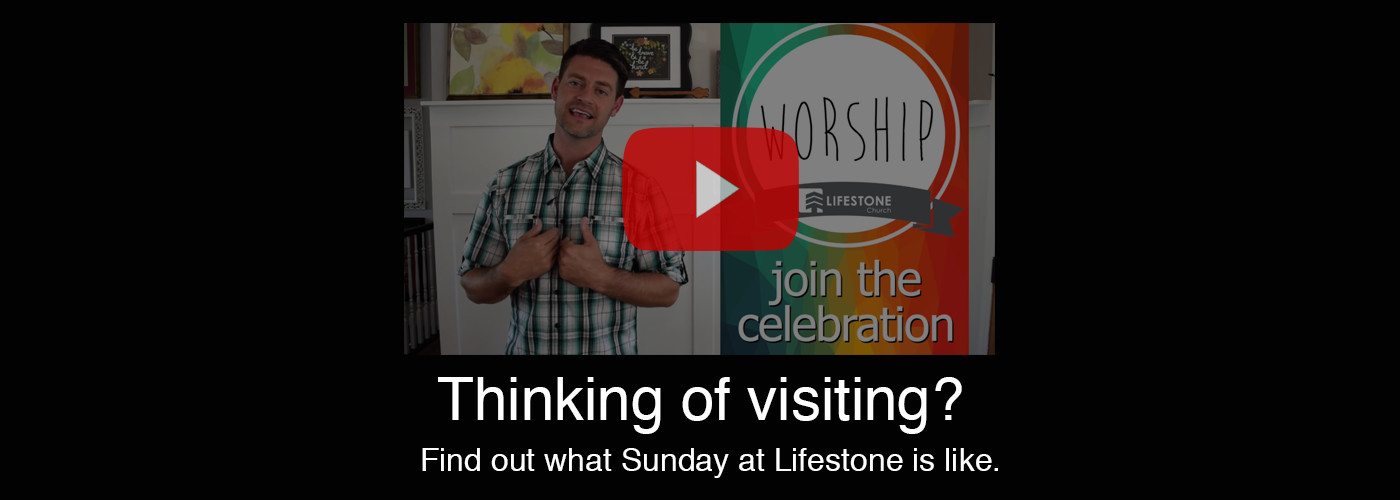 WORSHIP
LIFESTONE
Church
join the
celebration
Thinking of visiting?
Find out what Sunday at Lifestone is like.